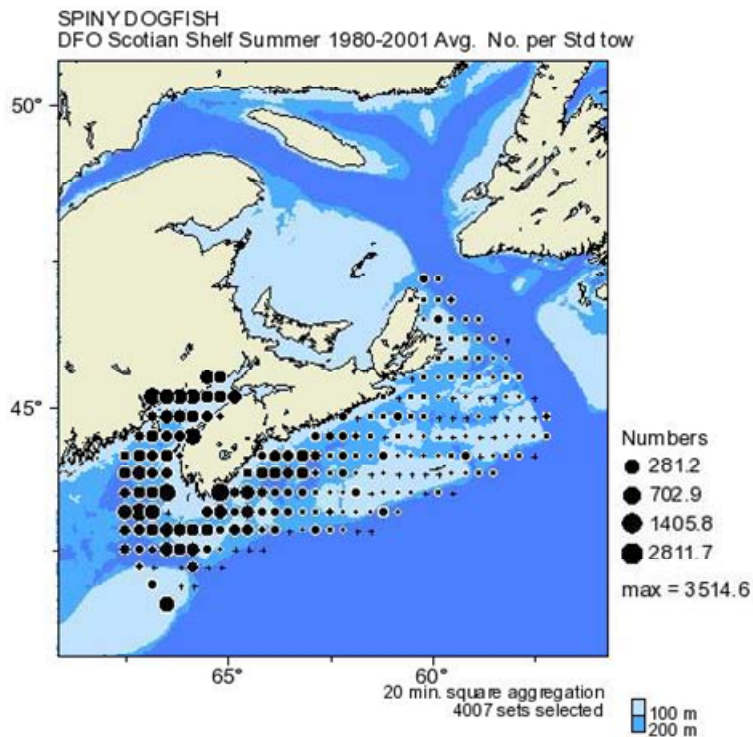 SPINY DOGFISH
DFO Scotian Shelf Summer 1980-2001 Avg. No. per Std tow
50°
45°
Numbers
281.2
702.9
1405.8
2811.7
max = 3514.6
65°
60°
20 min. square aggregation
4007 sets selected
100 m
200 m